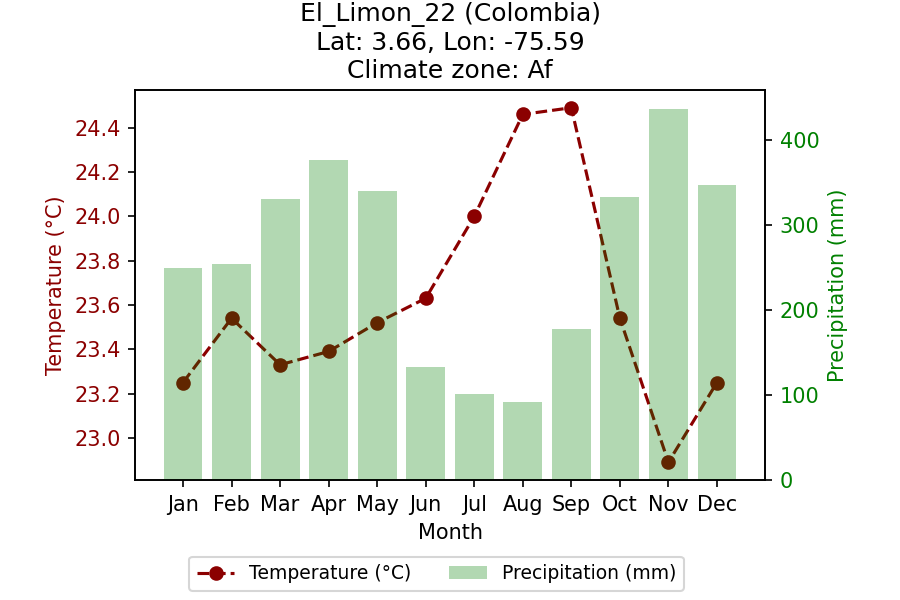 El_Limon_22 (Colombia)
Lat: 3.66, Lon: -75.59
Climate zone: Af
Temperature (°C)
24.4
24.2
24.0
23.8
23.6
23.4
23.2
23.0
400
300
200
100
0
Precipitation (mm)
Jan Feb Mar Apr May Jun Jul Aug Sep Oct Nov Dec
Month
Temperature (°C) Precipitation (mm)